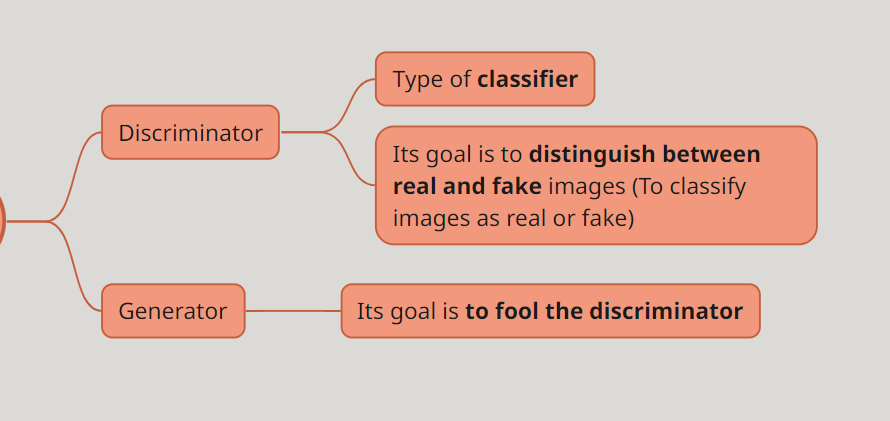 Type of classifier
Discriminator
Its goal is to distinguish between
real and fake images (To classify
images as real or fake)
Generator
Its goal is to fool the discriminator